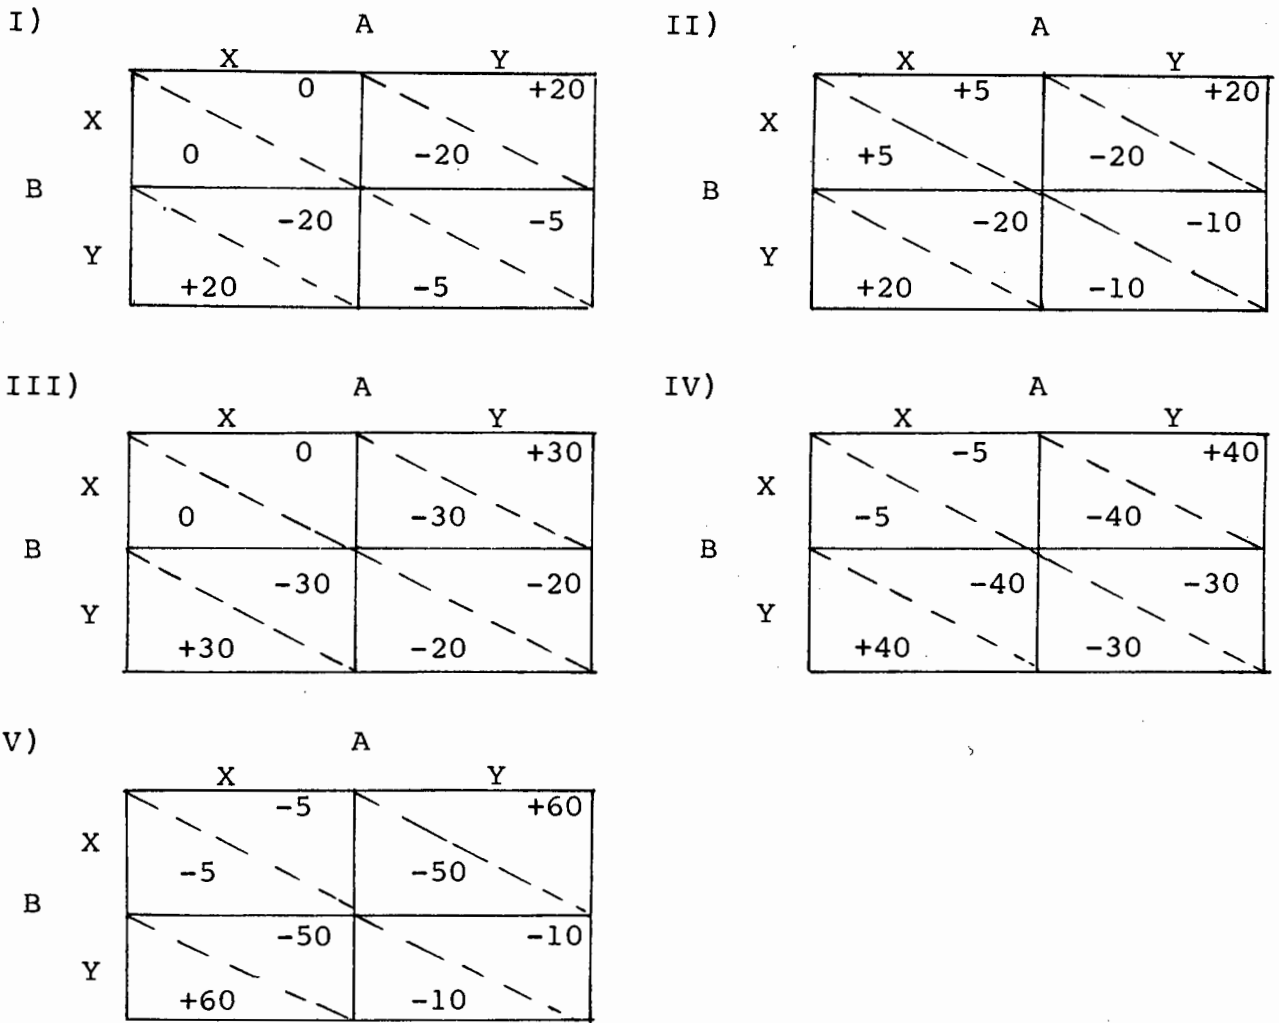 I) A
X Y
X 0 +20
0 -20
B
-20 -5
Y
+20 -5
II) A
X Y
X +5 +20
+5 -20
B
-20 -10
Y
+20 -10
III) A
X Y
X 0 +30
0 -30
B
-30 -20
Y
+30 -20
IV) A
X Y
X -5 +40
-5 -40
B
-40 -30
Y
+40 -30
V) A
X Y
-5 +60
X
-5 -50
B
-50 -10
Y
+60 -10